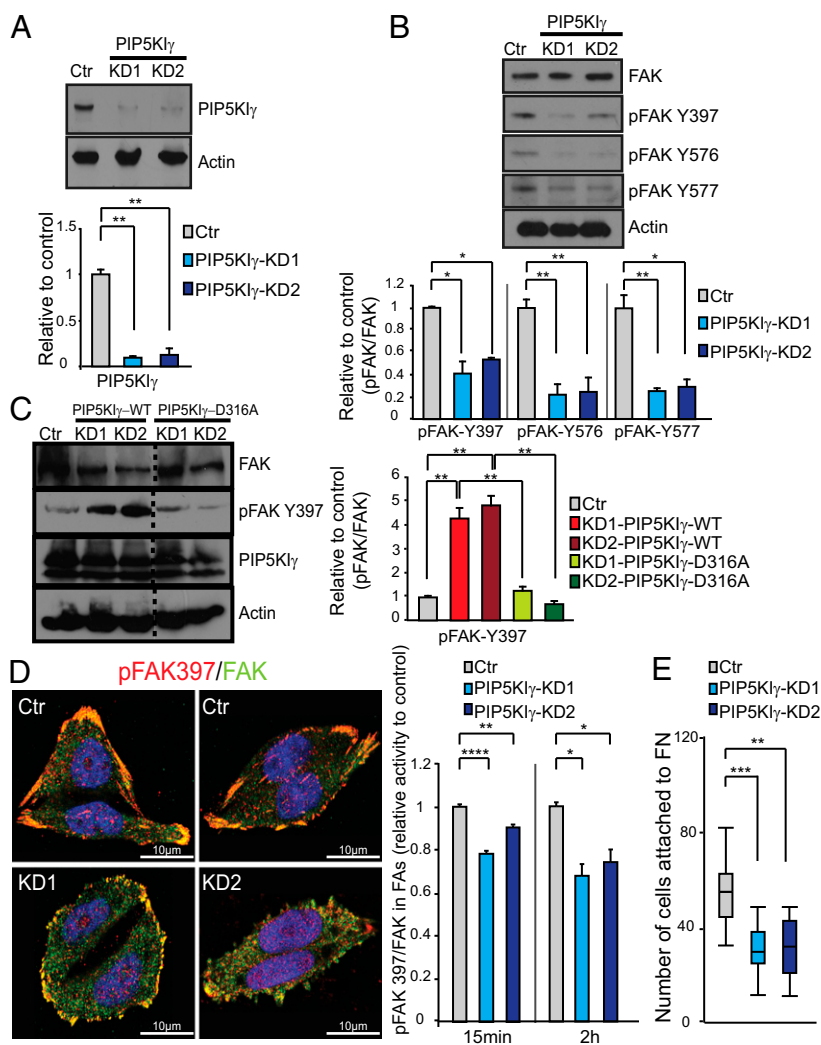 A
PIP5KIγ
Ctr KD1 KD2
PIP5KIγ
Actin
Relative to control
1.5
1
0.5
0
**
**
Ctr
PIP5KIγ-KD1
PIP5KIγ-KD2
PIP5KIγ
B
PIP5KIγ
Ctr KD1 KD2
FAK
pFAK Y397
pFAK Y576
pFAK Y577
Actin
Relative to control
(pFAK/FAK)
1.2
1
0.8
0.6
0.4
0.2
0
* *
** **
** *
Ctr
PIP5KIγ-KD1
PIP5KIγ-KD2
pFAK-Y397 pFAK-Y576 pFAK-Y577
C
PIP5KIγ-WT PIP5KIγ-D316A
Ctr KD1 KD2 KD1 KD2
FAK
pFAK Y397
PIP5KIγ
Actin
Relative to control
(pFAK/FAK)
6
5
4
2
1
0
** **
** **
Ctr
KD1-PIP5KIγ-WT
KD2-PIP5KIγ-WT
KD1-PIP5KIγ-D316A
KD2-PIP5KIγ-D316A
pFAK-Y397
D
pFAK397/FAK
Ctr
10µm
Ctr
10µm
KD1
10µm
KD2
10µm
pFAK 397/FAK in FAs (relative activity to control)
1.2
1
0.8
0.6
0.4
0.2
0
Ctr
PIP5KIγ-KD1
PIP5KIγ-KD2
**
****
*
*
15min 2h
E
Ctr
PIP5KIγ-KD1
PIP5KIγ-KD2
Number of cells attached to FN
120
80
40
0
**
***